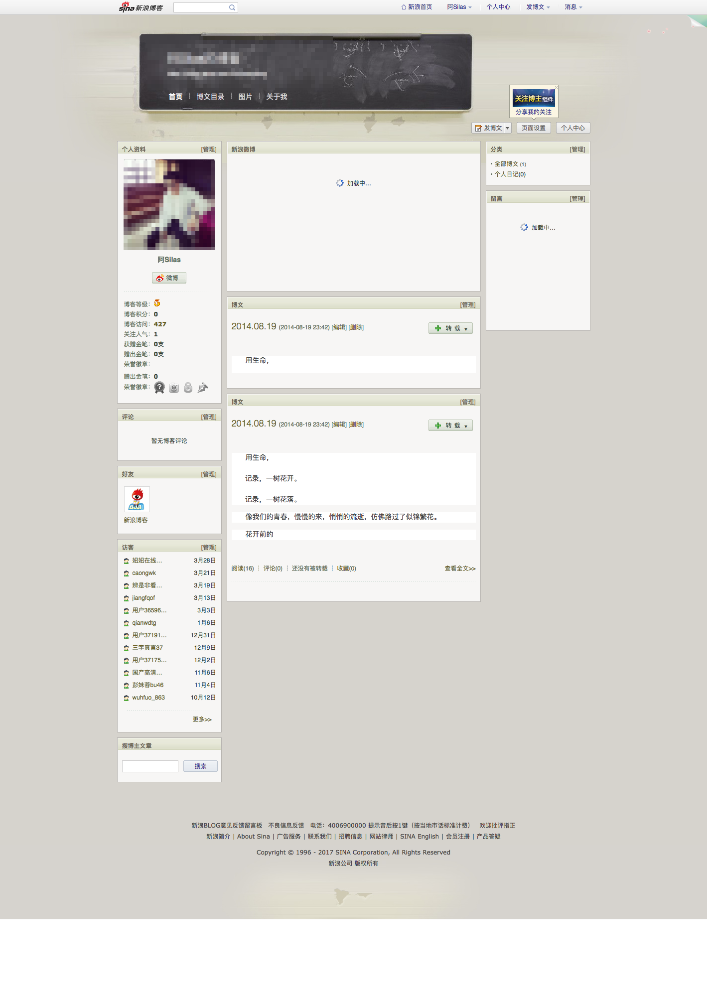 sina新浪博客
新浪首页 阿Silas 个人中心 发博文 消息
首页 博文目录 图片 关于我
关注博主组件
分享我的关注
发博文 页面设置 个人中心
个人资料 [管理]
阿Silas
微博
博客等级：5
博客积分：0
博客访问：427
关注人气：1
获赠金笔：0支
赠出金笔：0支
荣誉徽章：
赠出金笔：0
荣誉徽章：
评论 [管理]
暂无博客评论
好友 [管理]
新浪博客
访客 [管理]
妞妞在线… 3月28日
caongwk 3月21日
辨是非看… 3月19日
jiangfqof 3月13日
用户36596… 3月3日
qianwdtg 1月6日
用户37191… 12月31日
三字真言37 12月9日
用户37175… 12月2日
国产高清… 11月6日
彭妹蓉bu46 11月4日
wuhfuo_863 10月12日
更多>>
搜博主文章
搜索
新浪微博
加载中…
博文 [管理]
2014.08.19 (2014-08-19 23:42) [编辑] [删除]
转载
用生命，
博文 [管理]
2014.08.19 (2014-08-19 23:42) [编辑] [删除]
转载
用生命，
记录，一树花开。
记录，一树花落。
像我们的青春，慢慢的来，悄悄的流逝，仿佛路过了似锦繁花。
花开前的
阅读(16) ┆ 评论(0) ┆ 还没有被转载 ┆ 收藏(0) 查看全文>>
分类 [管理]
全部博文 (1)
个人日记(0)
留言 [管理]
加载中…
新浪BLOG意见反馈留言板 不良信息反馈 电话：4006900000 提示音后按1键（按当地市话标准计费） 欢迎批评指正
新浪简介 | About Sina | 广告服务 | 联系我们 | 招聘信息 | 网站律师 | SINA English | 会员注册 | 产品答疑
Copyright © 1996 - 2017 SINA Corporation, All Rights Reserved
新浪公司 版权所有